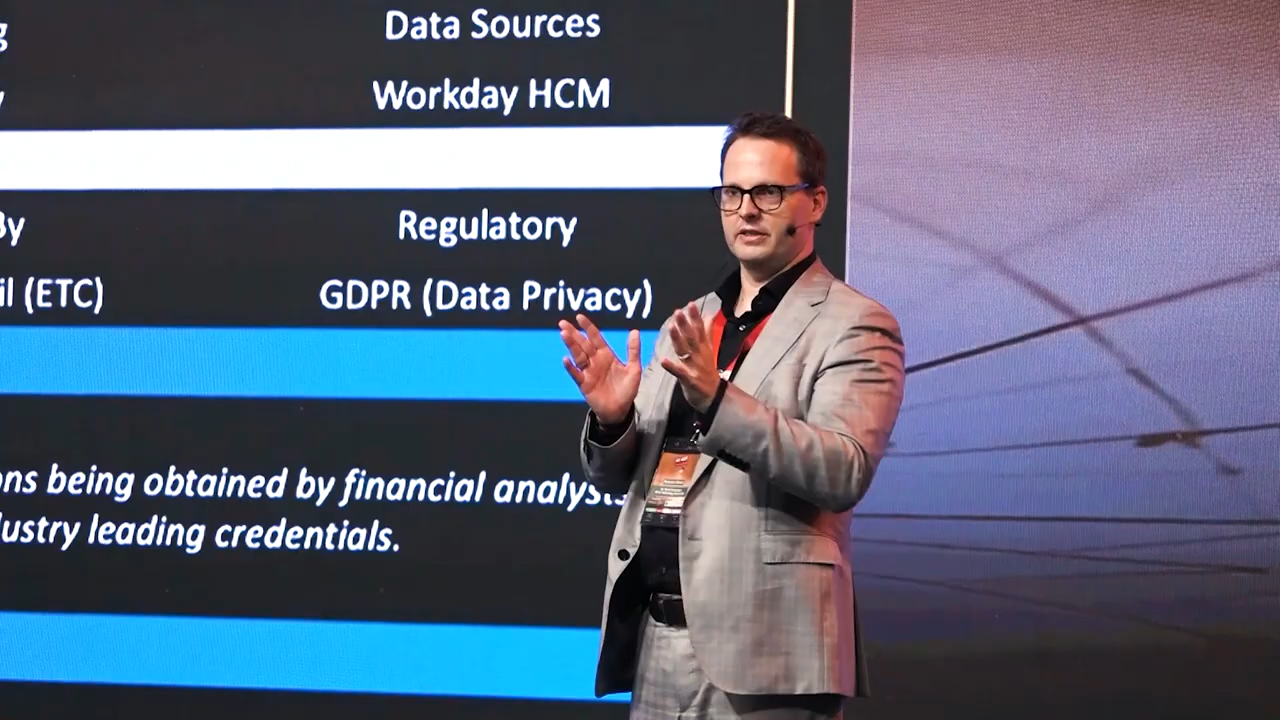 g Data Sources
y Workday HCM
By Regulatory
il (ETC) GDPR (Data Privacy)
ons being obtained by financial analysts
dustry leading credentials.